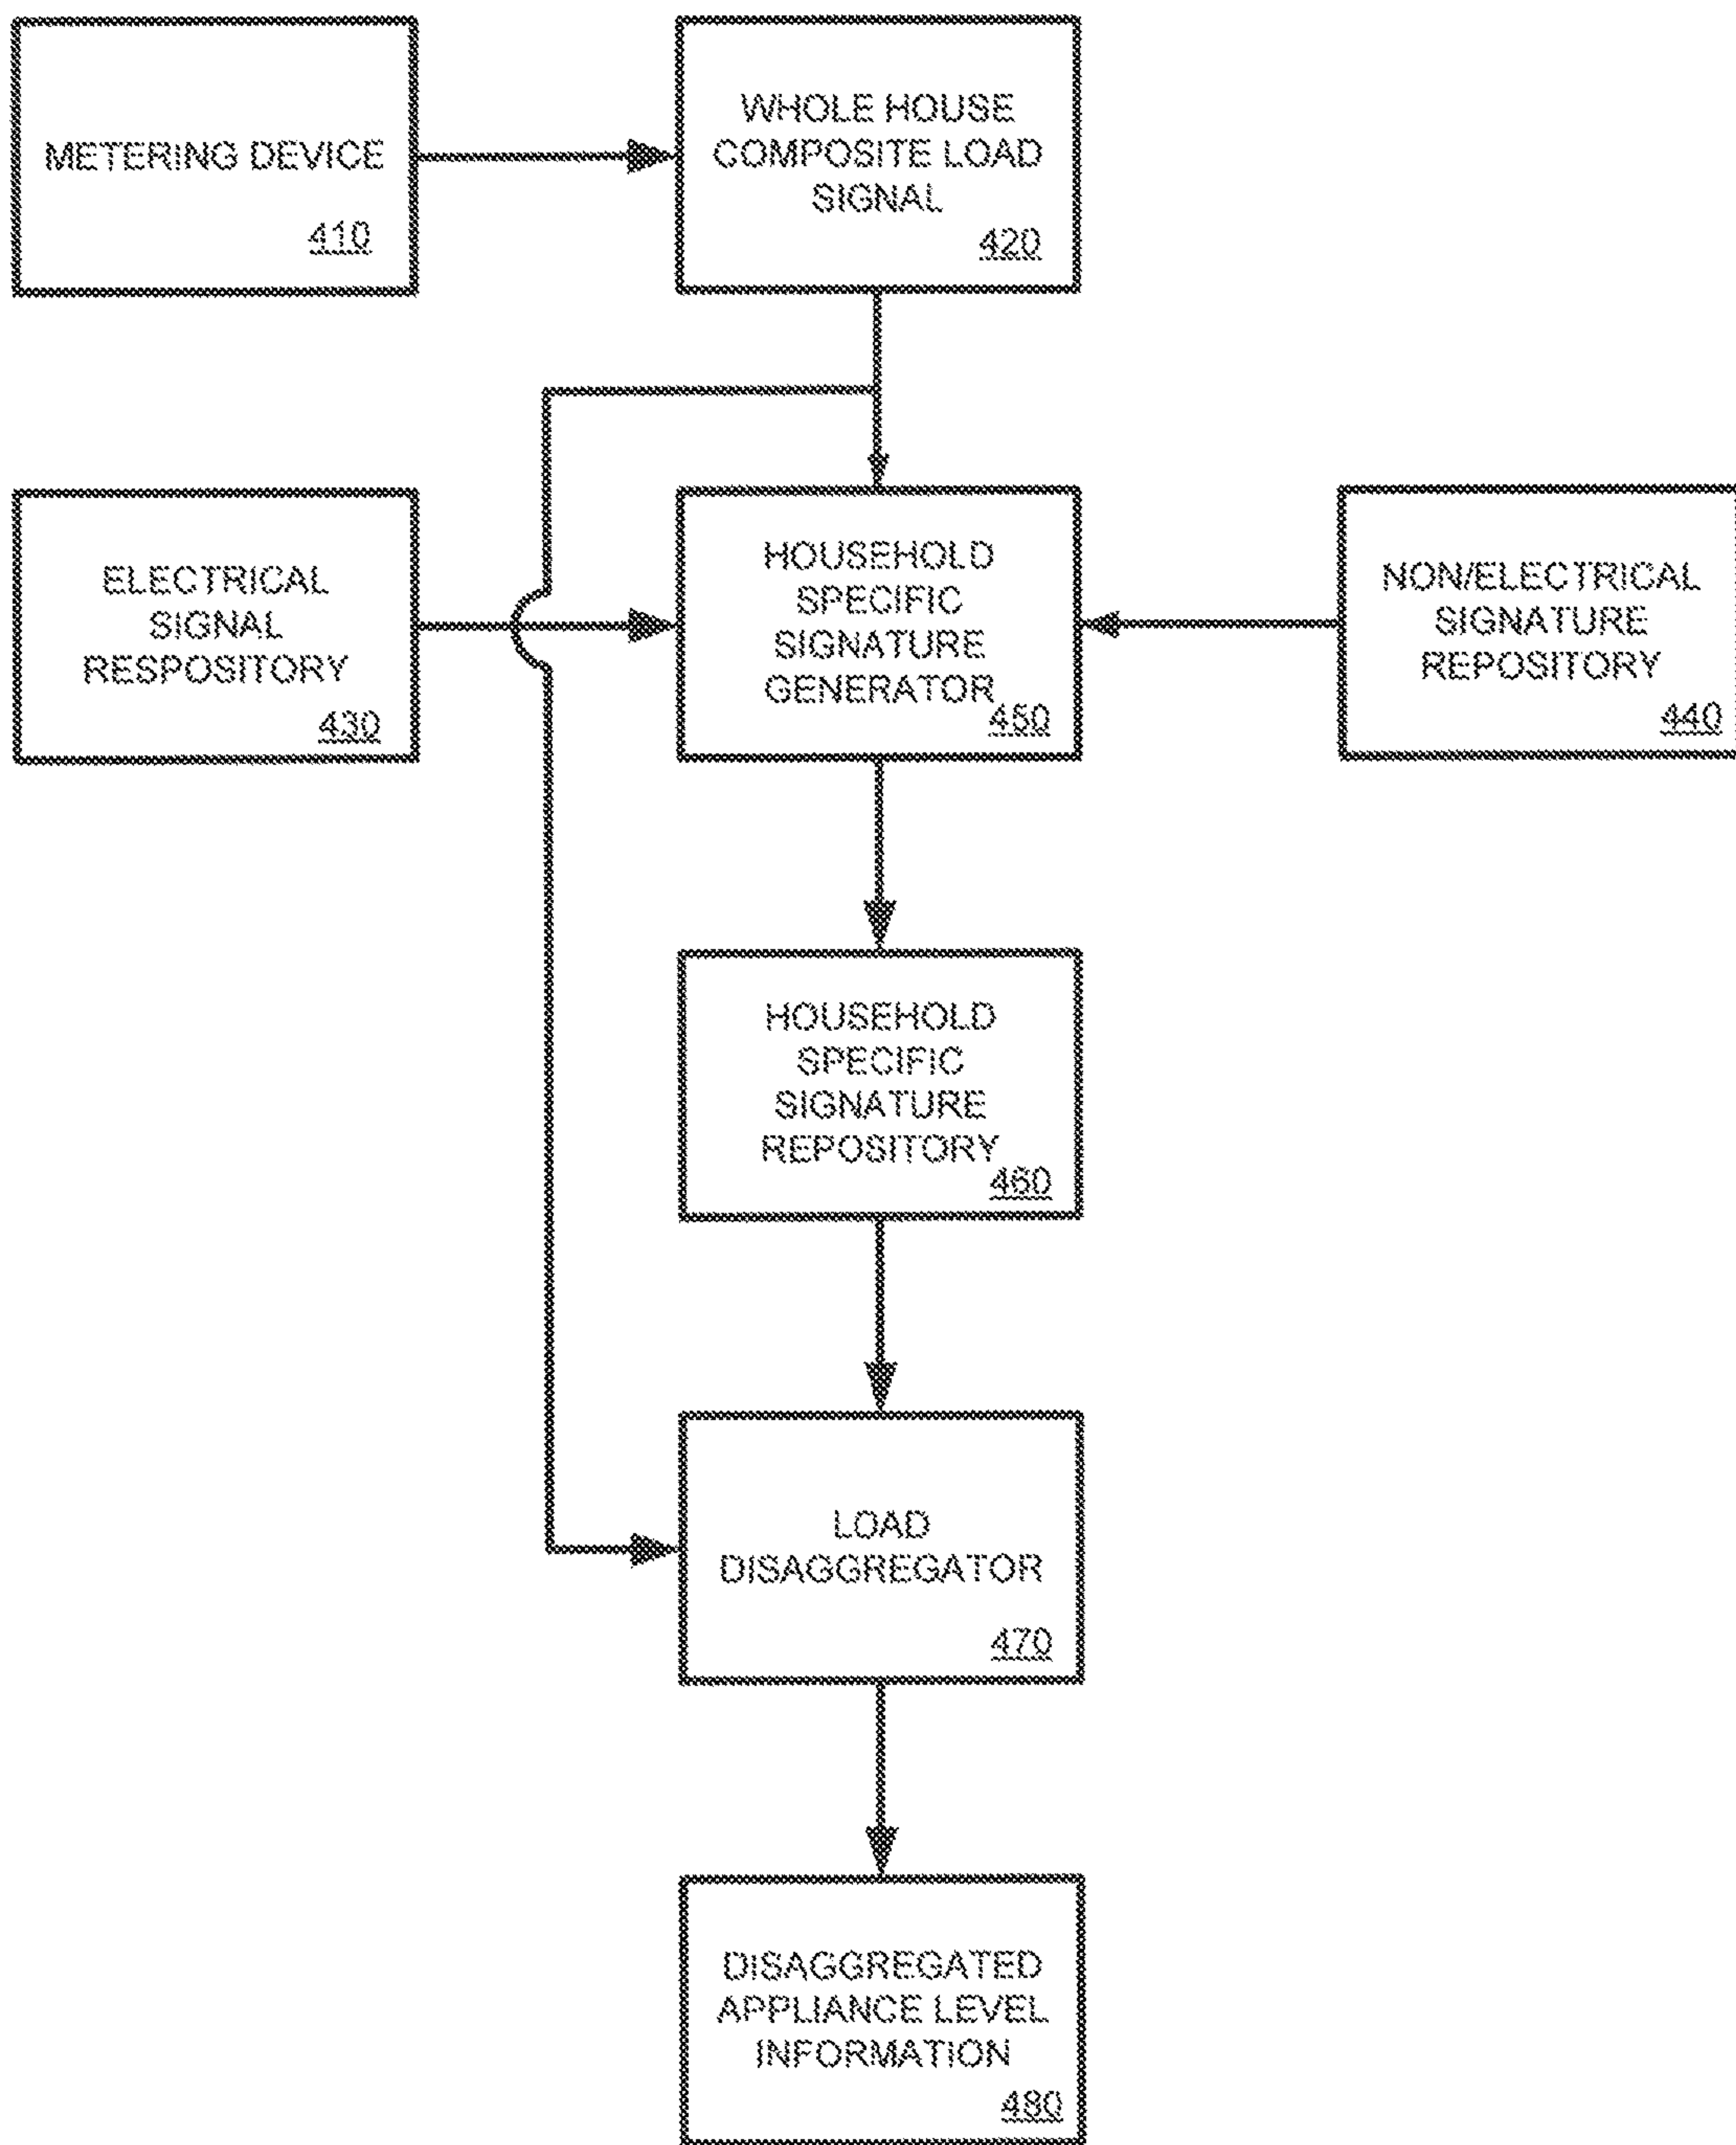 METERING DEVICE
410
WHOLE HOUSE
COMPOSITE LOAD
SIGNAL
420
ELECTRICAL
SIGNAL
RESPOSITORY
430
HOUSEHOLD
SPECIFIC
SIGNATURE
GENERATOR
450
NON/ELECTRICAL
SIGNATURE
REPOSITORY
440
HOUSEHOLD
SPECIFIC
SIGNATURE
REPOSITORY
460
LOAD
DISAGGREGATOR
470
DISAGGREGATED
APPLIANCE LEVEL
INFORMATION
480